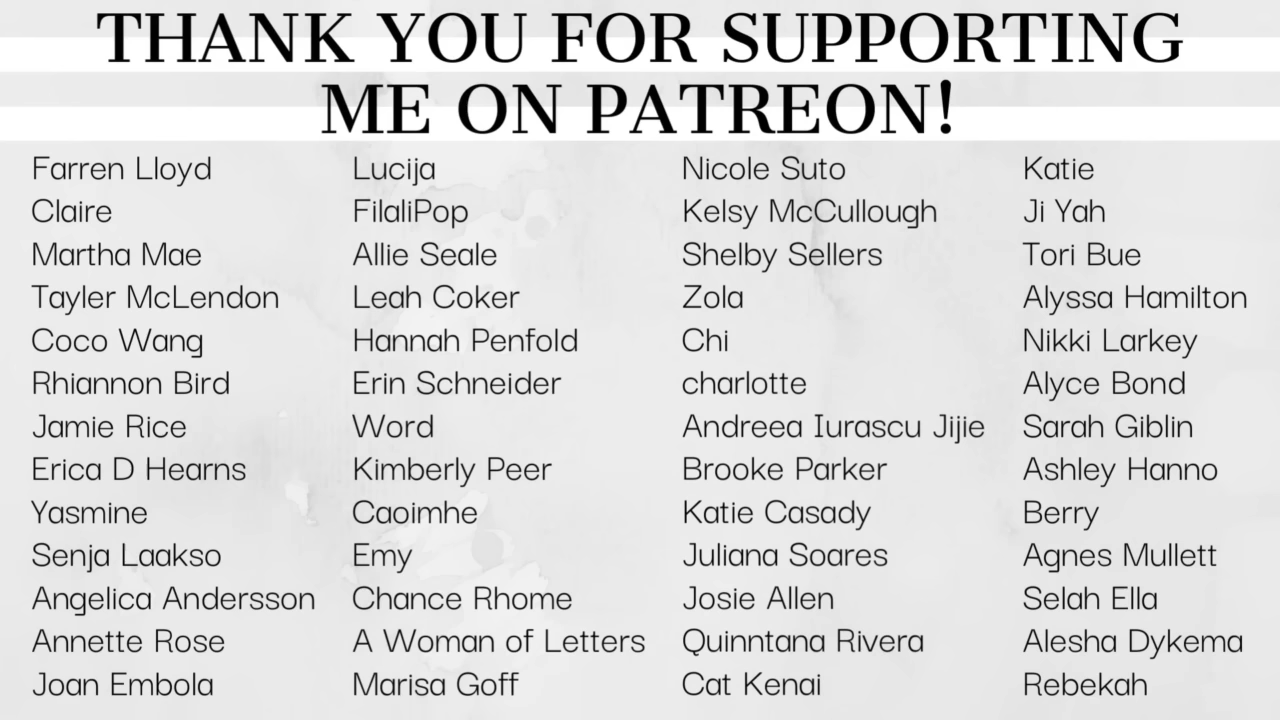 THANK YOU FOR SUPPORTING
ME ON PATREON!
Farren Lloyd
Claire
Martha Mae
Tayler McLendon
Coco Wang
Rhiannon Bird
Jamie Rice
Erica D Hearns
Yasmine
Senja Laakso
Angelica Andersson
Annette Rose
Joan Embola
Lucija
FilaliPop
Allie Seale
Leah Coker
Hannah Penfold
Erin Schneider
Word
Kimberly Peer
Caoimhe
Emy
Chance Rhome
A Woman of Letters
Marisa Goff
Nicole Suto
Kelsy McCullough
Shelby Sellers
Zola
Chi
charlotte
Andreea Iurascu Jijie
Brooke Parker
Katie Casady
Juliana Soares
Josie Allen
Quinntana Rivera
Cat Kenai
Katie
Ji Yah
Tori Bue
Alyssa Hamilton
Nikki Larkey
Alyce Bond
Sarah Giblin
Ashley Hanno
Berry
Agnes Mullett
Selah Ella
Alesha Dykema
Rebekah